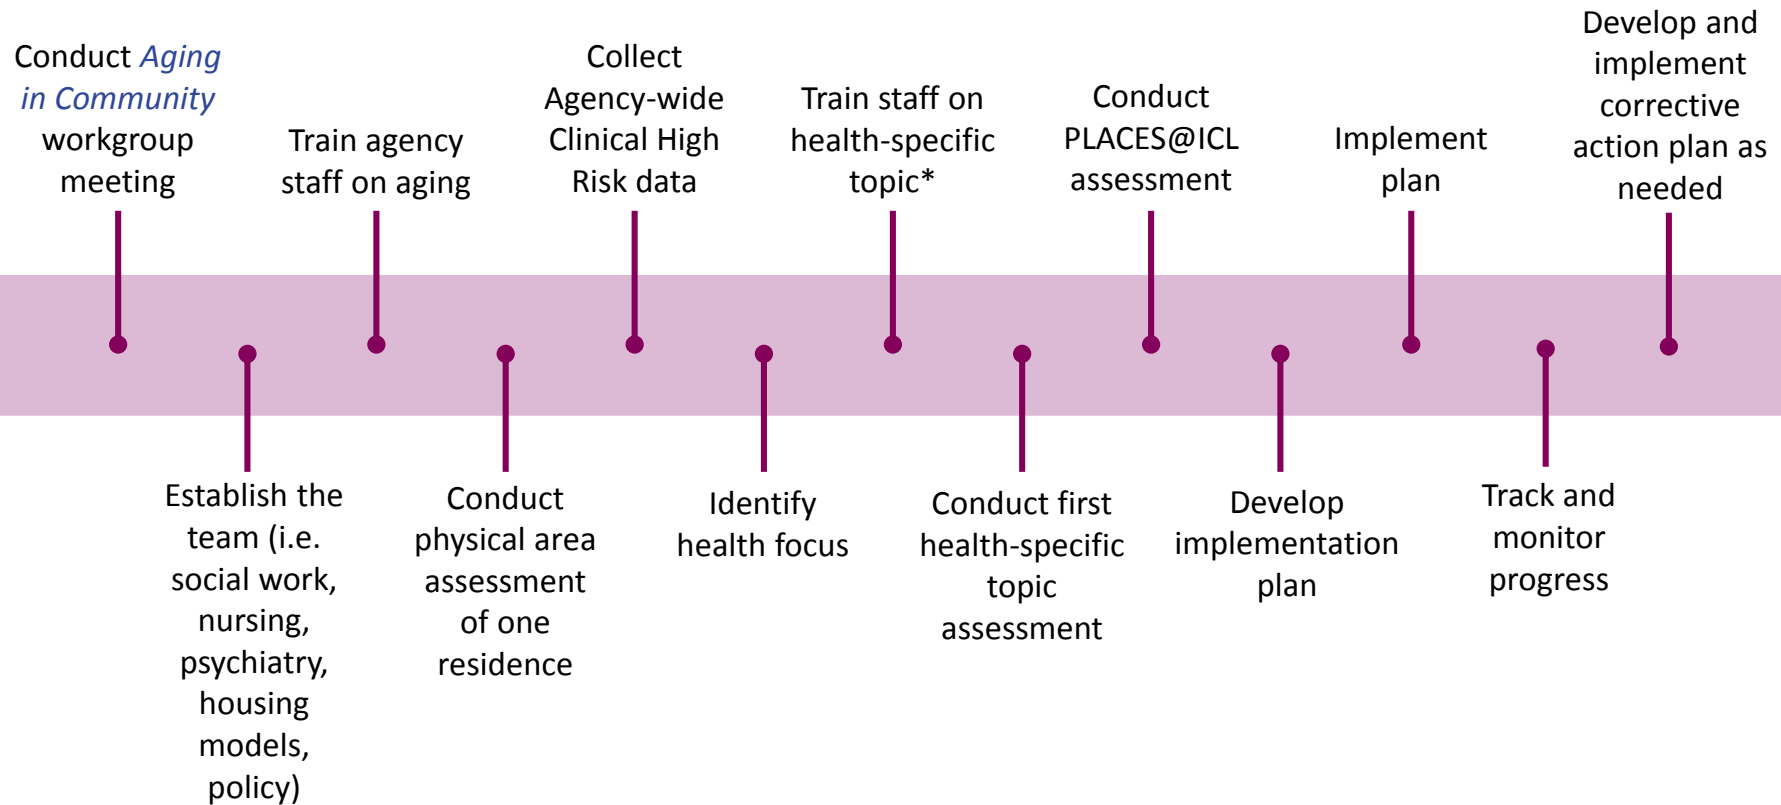 Conduct Aging
in Community
workgroup
meeting
Establish the
team (i.e.
social work,
nursing,
psychiatry,
housing
models,
policy)
Train agency
staff on aging
Conduct
physical area
assessment
of one
residence
Collect
Agency-wide
Clinical High
Risk data
Identify
health focus
Train staff on
health-specific
topic*
Conduct first
health-specific
topic
assessment
Conduct
PLACES@ICL
assessment
Develop
implementation
plan
Implement
plan
Track and
monitor
progress
Develop and
implement
corrective
action plan as
needed